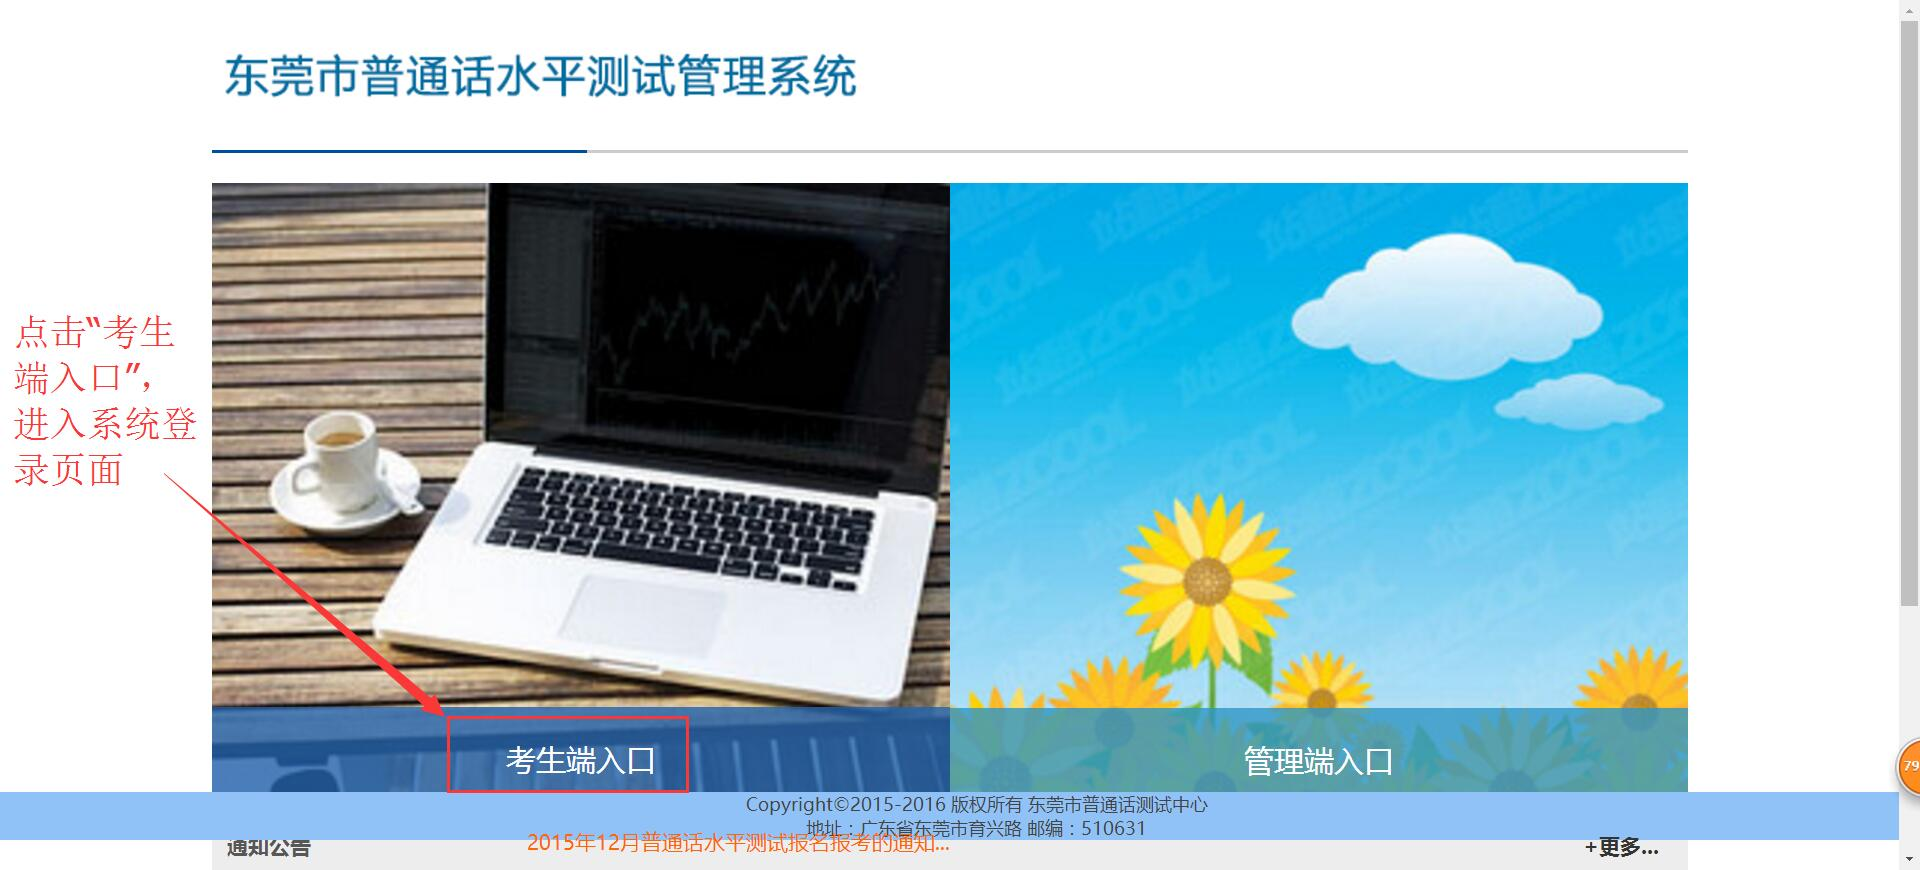 东莞市普通话水平测试管理系统
点击“考生
端入口”，
进入系统登
录页面
考生端入口
管理端入口
Copyright©2015-2016 版权所有 东莞市普通话测试中心
地址：广东省东莞市育兴路 邮编：510631
通知公告
2015年12月普通话水平测试报名报考的通知...
+更多...
79